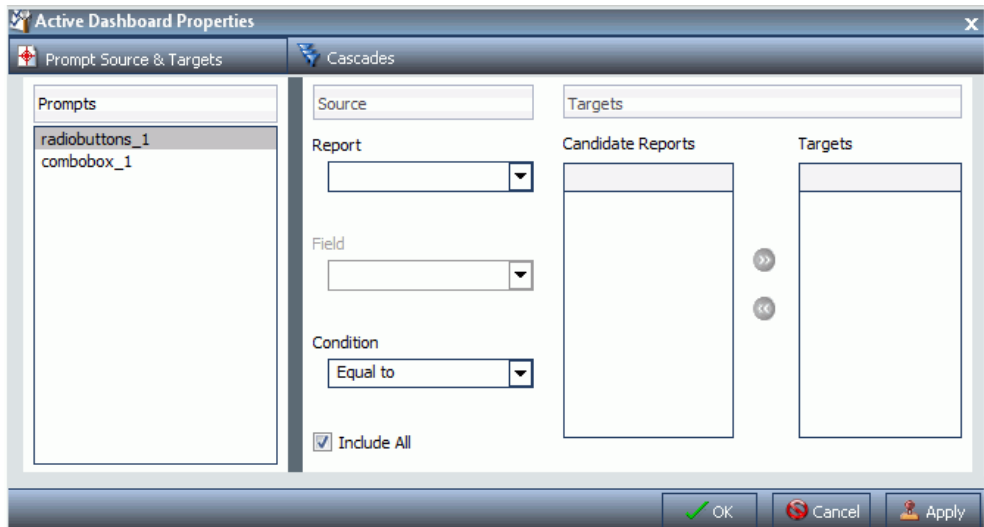 Active Dashboard Properties
x
Prompt Source & Targets
Cascades
Prompts
radiobuttons_1
combobox_1
Source
Report
Field
Condition
Equal to
Include All
Targets
Candidate Reports
Targets
OK
Cancel
Apply